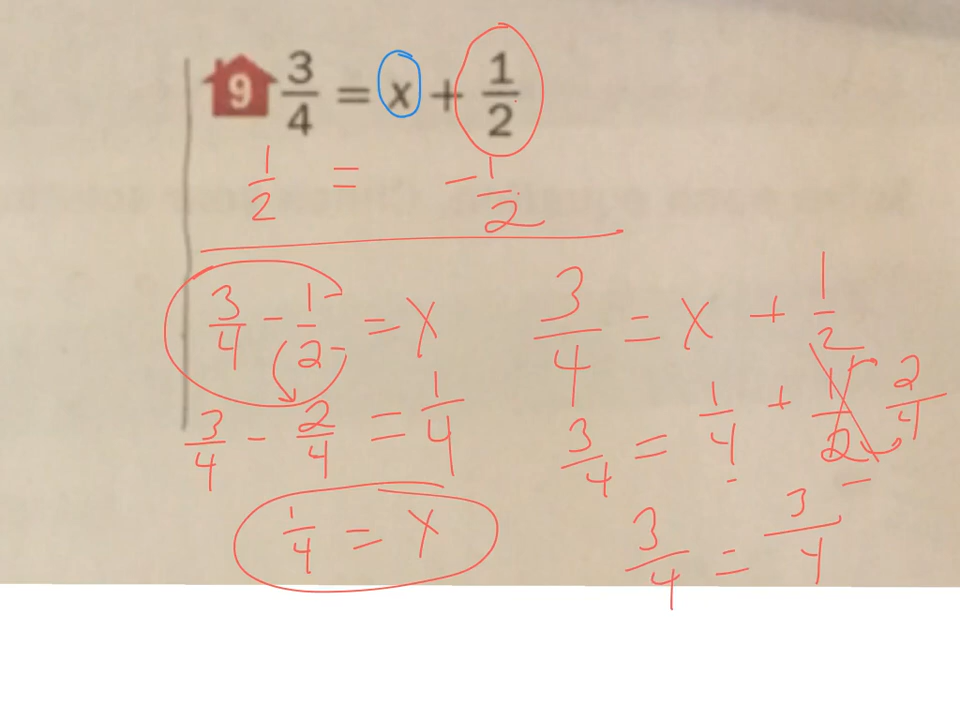 9 3/4 = x + 1/2
1/2 = - 1/2
3/4 - 1/2 = x
3/4 - 2/4 = 1/4
1/4 = x
3/4 = x + 1/2
3/4 = 1/4 + 1/2 2/4
3/4 = 3/4